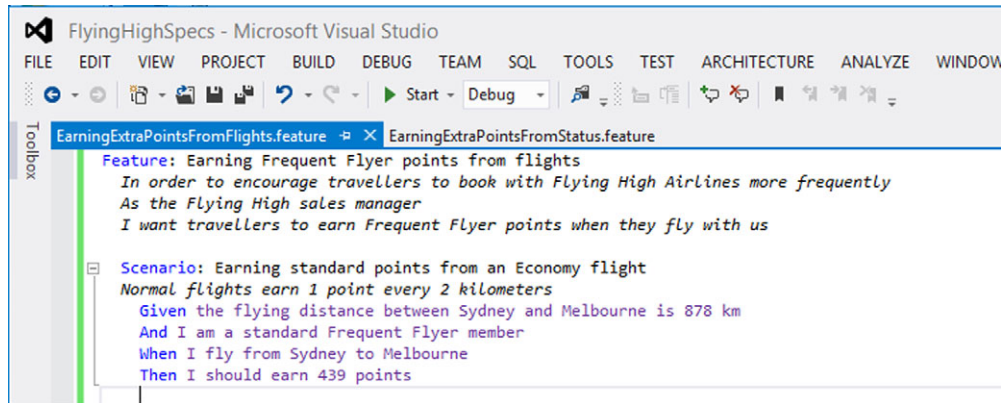 FlyingHighSpecs - Microsoft Visual Studio
FILE EDIT VIEW PROJECT BUILD DEBUG TEAM SQL TOOLS TEST ARCHITECTURE ANALYZE WINDOW
Start Debug
Toolbox
EarningExtraPointsFromFlights.feature EarningExtraPointsFromStatus.feature
Feature: Earning Frequent Flyer points from flights
In order to encourage travellers to book with Flying High Airlines more frequently
As the Flying High sales manager
I want travellers to earn Frequent Flyer points when they fly with us
Scenario: Earning standard points from an Economy flight
Normal flights earn 1 point every 2 kilometers
Given the flying distance between Sydney and Melbourne is 878 km
And I am a standard Frequent Flyer member
When I fly from Sydney to Melbourne
Then I should earn 439 points